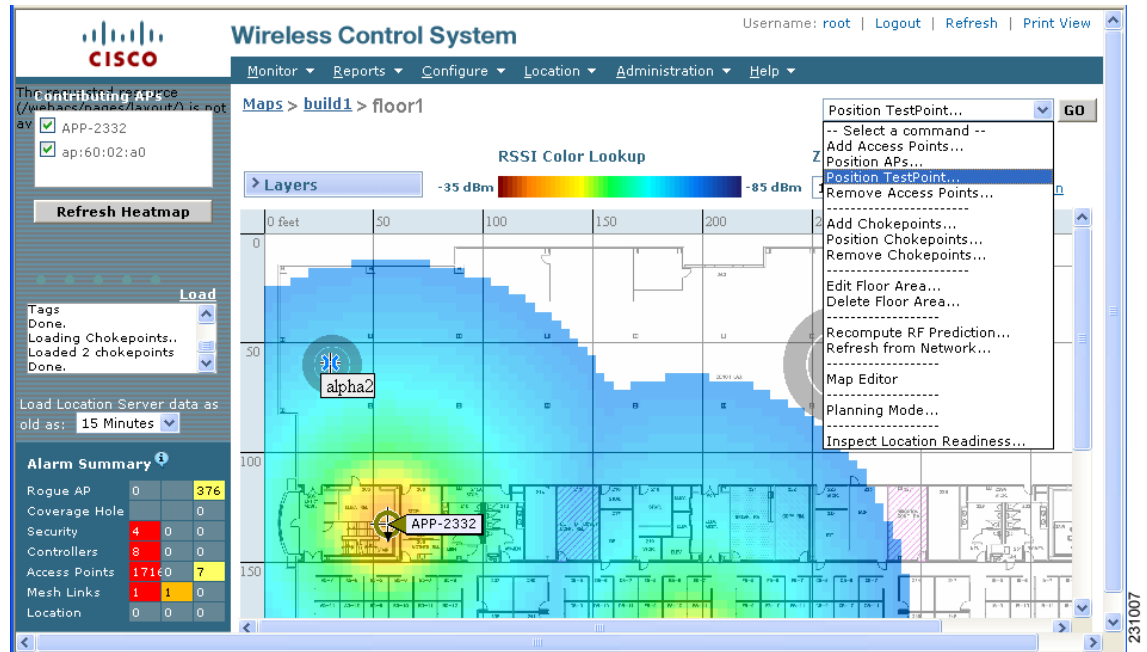 Username: root | Logout | Refresh | Print View
CISCO
Wireless Control System
Monitor Reports Configure Location Administration Help
Maps > build1 > floor1
Position TestPoint...
GO
-- Select a command --
Add Access Points...
Position APs...
Position TestPoint...
Remove Access Points...
----------------------
Add Chokepoints...
Position Chokepoints...
Remove Chokepoints...
----------------------
Edit Floor Area...
Delete Floor Area...
-----------------
Recompute RF Prediction...
Refresh from Network...
-----------------
Map Editor
-----------------
Planning Mode...
-----------------
Inspect Location Readiness...
The requested resource
(/webacs/pages/layout/) is not
av
Contributing APs
APP-2332
ap:60:02:a0
Refresh Heatmap
Load
Tags
Done.
Loading Chokepoints..
Loaded 2 chokepoints
Done.
Load Location Server data as
old as: 15 Minutes
Alarm Summary
Rogue AP 0 376
Coverage Hole 0
Security 4 0 0
Controllers 8 0 0
Access Points 1716 0 7
Mesh Links 1 1 0
Location 0 0 0
RSSI Color Lookup
Layers
-35 dBm
-85 dBm
0 feet 50 100 150 200
0
50
100
150
alpha2
APP-2332
231007